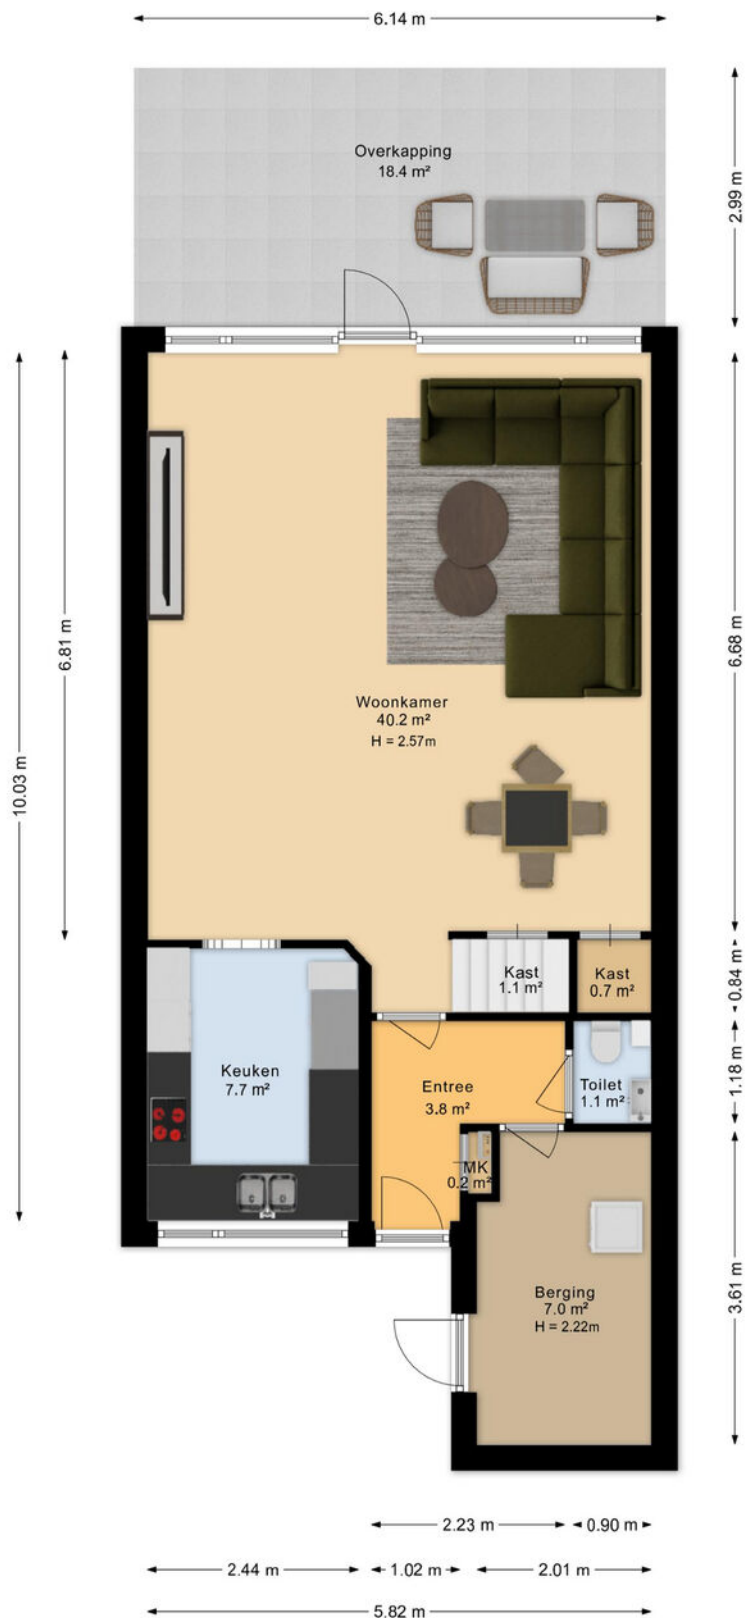 6.14 m
2.99 m
Overkapping
18.4 m²
10.03 m
6.81 m
6.68 m
Woonkamer
40.2 m²
H = 2.57m
Kast
1.1 m²
Kast
0.7 m²
0.84 m
Keuken
7.7 m²
Entree
3.8 m²
Toilet
1.1 m²
1.18 m
MK
0.2 m²
Berging
7.0 m²
H = 2.22m
3.61 m
2.23 m
0.90 m
2.44 m
1.02 m
2.01 m
5.82 m